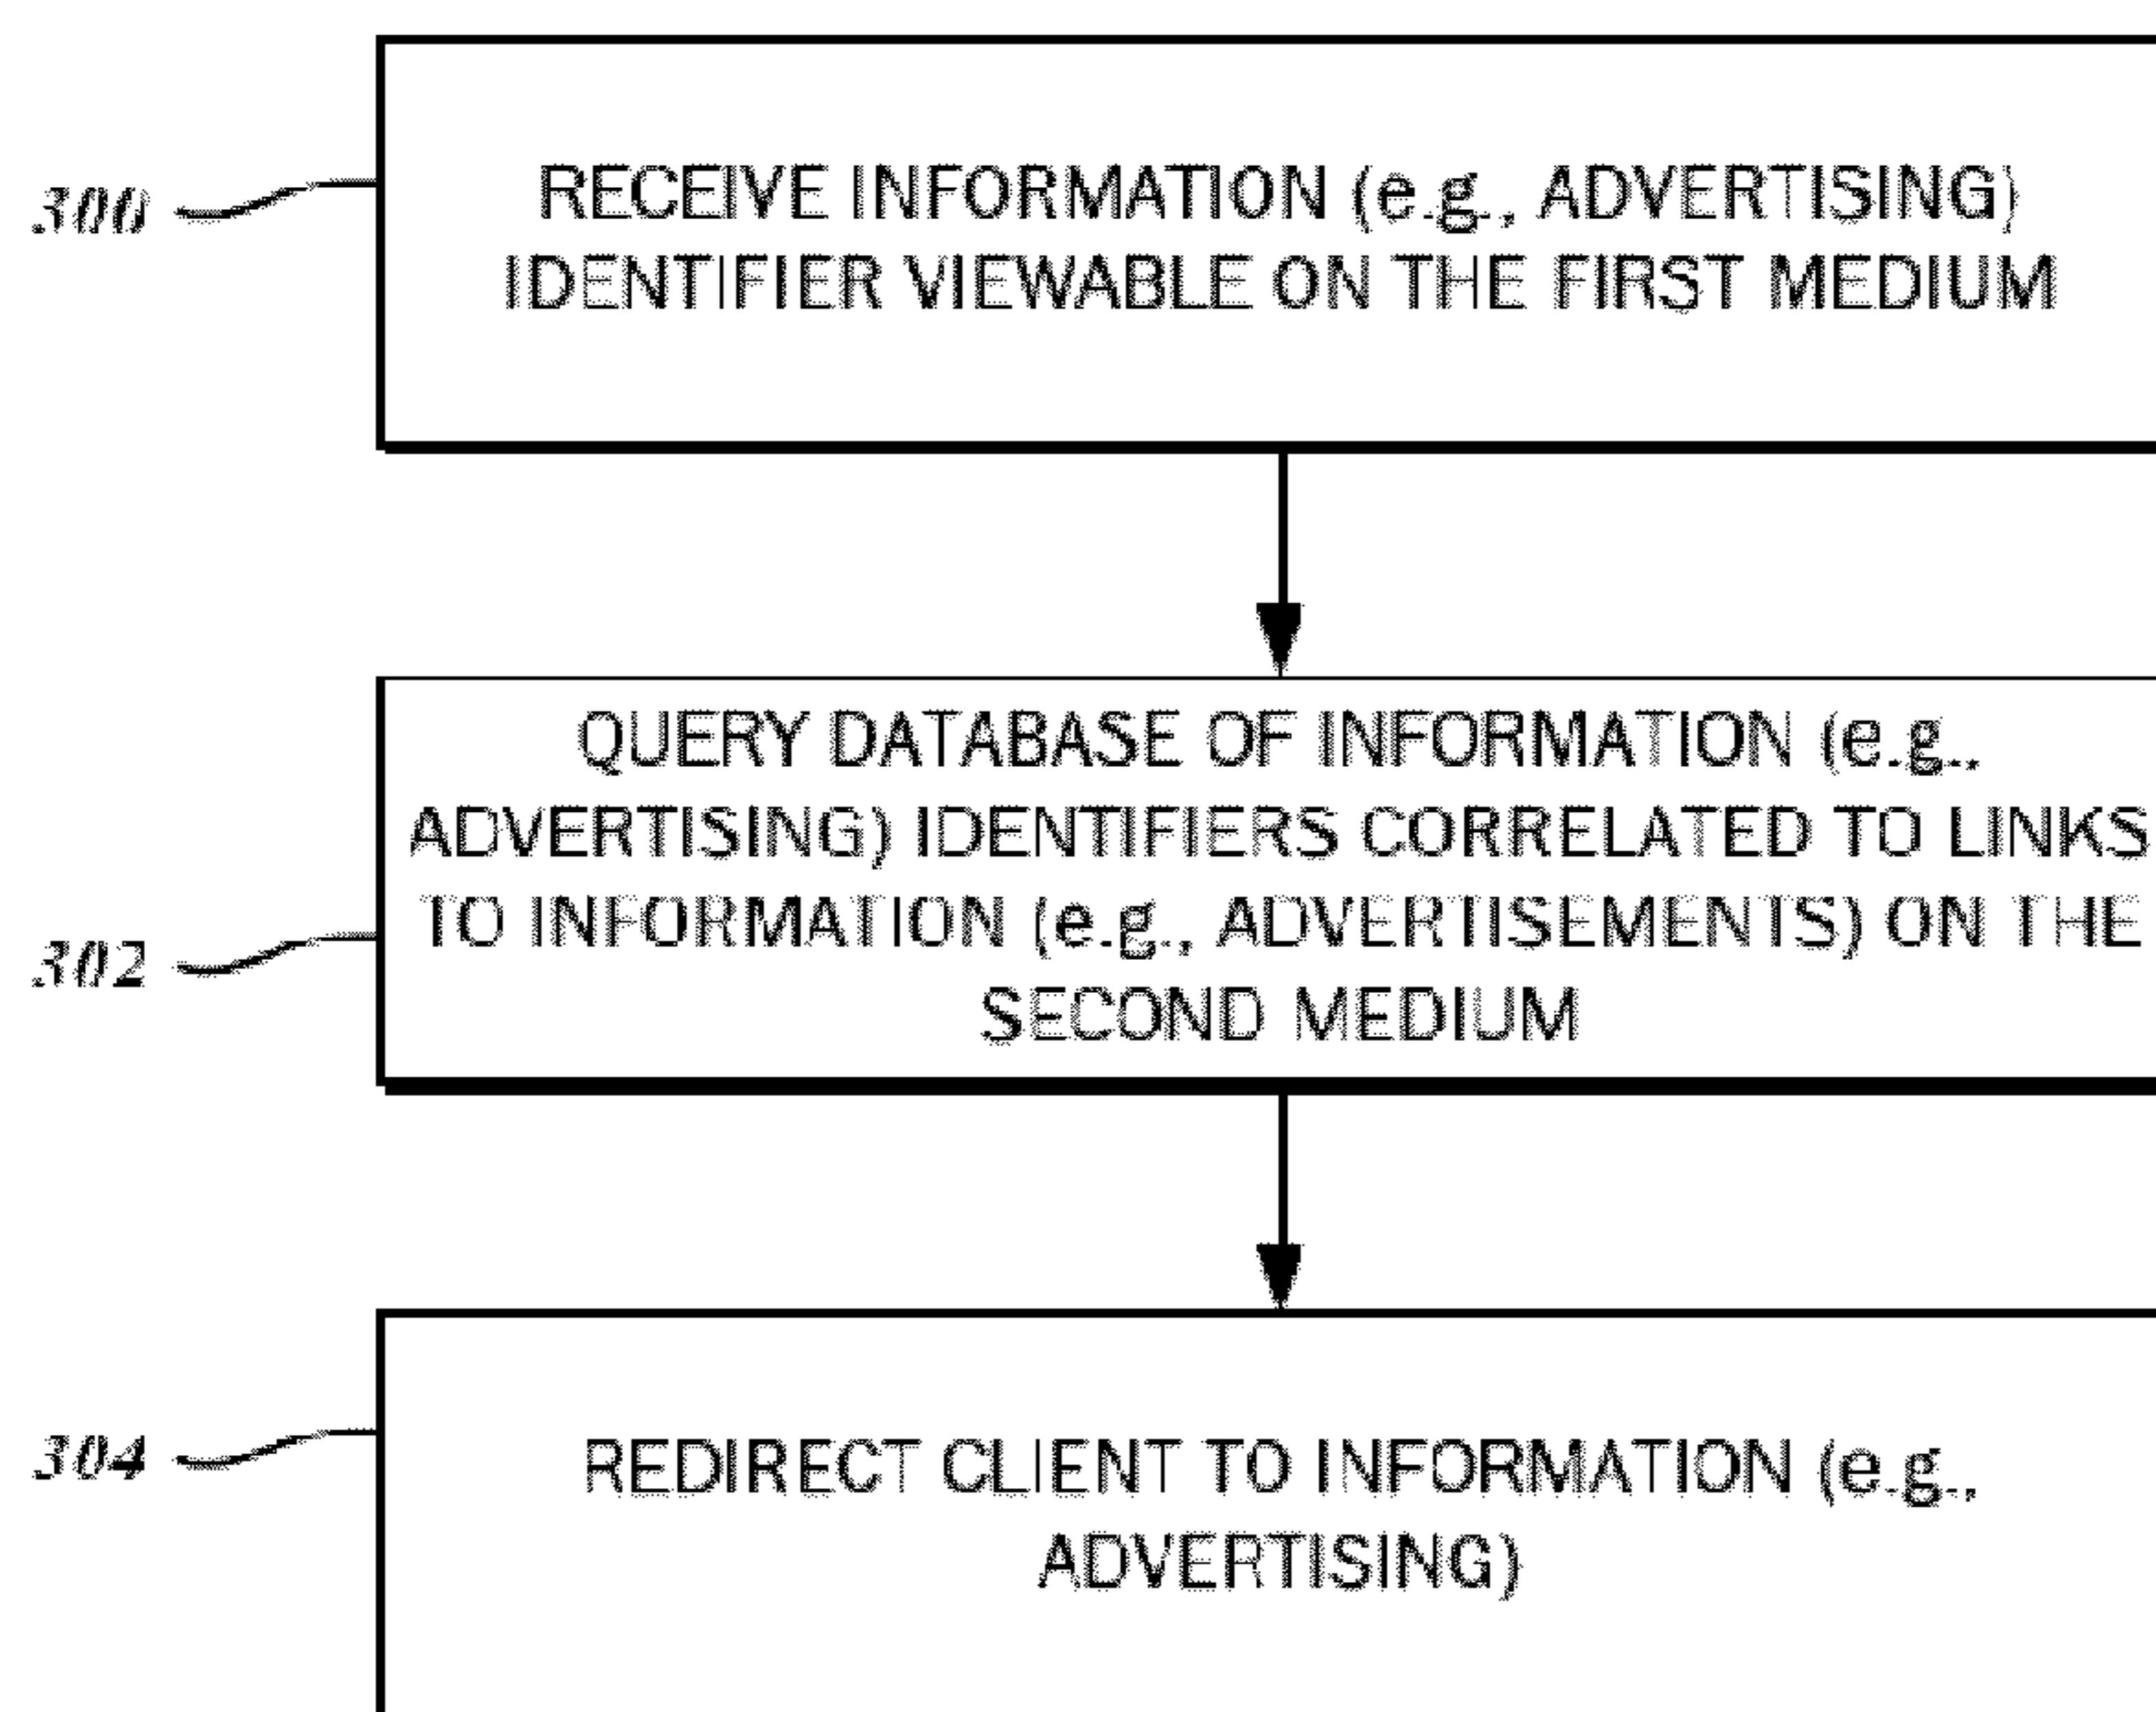 300
RECEIVE INFORMATION (e.g., ADVERTISING)
IDENTIFIER VIEWABLE ON THE FIRST MEDIUM
QUERY DATABASE OF INFORMATION (e.g.,
ADVERTISING) IDENTIFIERS CORRELATED TO LINKS
TO INFORMATION (e.g., ADVERTISEMENTS) ON THE
SECOND MEDIUM
302
304
REDIRECT CLIENT TO INFORMATION (e.g.,
ADVERTISING)